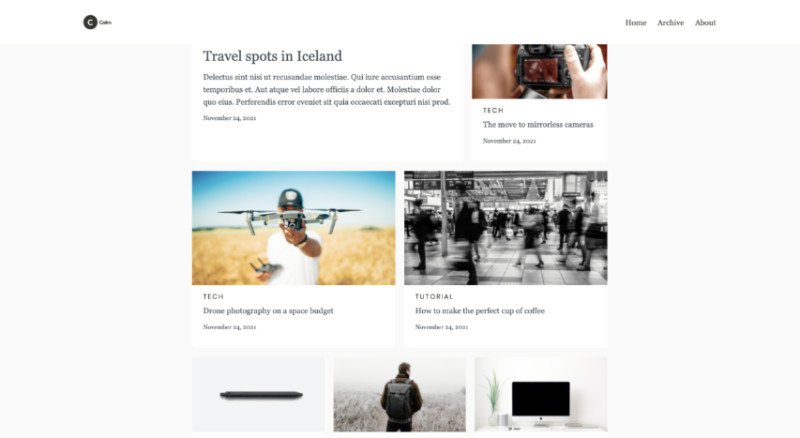 C Calm
Home Archive About
Travel spots in Iceland
Delectus sint nisi ut recusandae molestiae. Qui iure accusantium esse
temporibus et. Aut atque vel labore officiis a dolor et. Molestiae dolor
quo eius. Perferendis error eveniet sit quia occaecati excepturi nisi prod.
November 24, 2021
TECH
The move to mirrorless cameras
November 24, 2021
TECH
Drone photography on a space budget
November 24, 2021
TUTORIAL
How to make the perfect cup of coffee
November 24, 2021